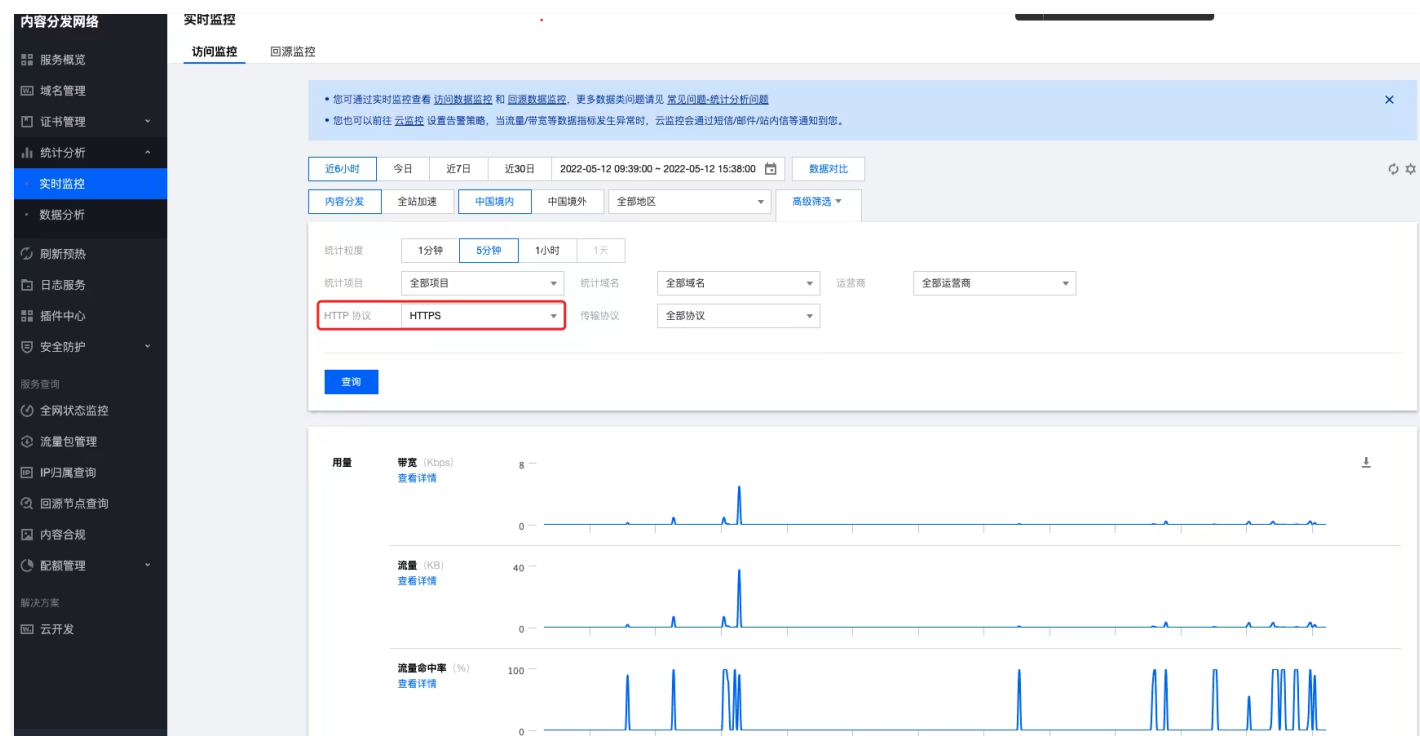 内容分发网络
服务概览
域名管理
证书管理
统计分析
实时监控
数据分析
刷新预热
日志服务
插件中心
安全防护
服务查询
全网状态监控
流量包管理
IP归属查询
回源节点查询
内容合规
配额管理
解决方案
云开发
实时监控
访问监控 回源监控
• 您可通过实时监控查看 访问数据监控 和 回源数据监控，更多数据类问题请见 常见问题-统计分析问题
• 您也可以前往 云监控 设置告警策略，当流量/带宽等数据指标发生异常时，云监控会通过短信/邮件/站内信等通知到您。
近6小时 今日 近7日 近30日 2022-05-12 09:39:00 ~ 2022-05-12 15:38:00 数据对比
内容分发 全站加速 中国境内 中国境外 全部地区 高级筛选
统计粒度 1分钟 5分钟 1小时 1天
统计项目 全部项目 统计域名 全部域名 运营商 全部运营商
HTTP 协议 HTTPS 传输协议 全部协议
查询
用量 带宽 (Kbps) 8
查看详情
0
流量 (KB) 40
查看详情
0
流量命中率 (%) 100
查看详情
0